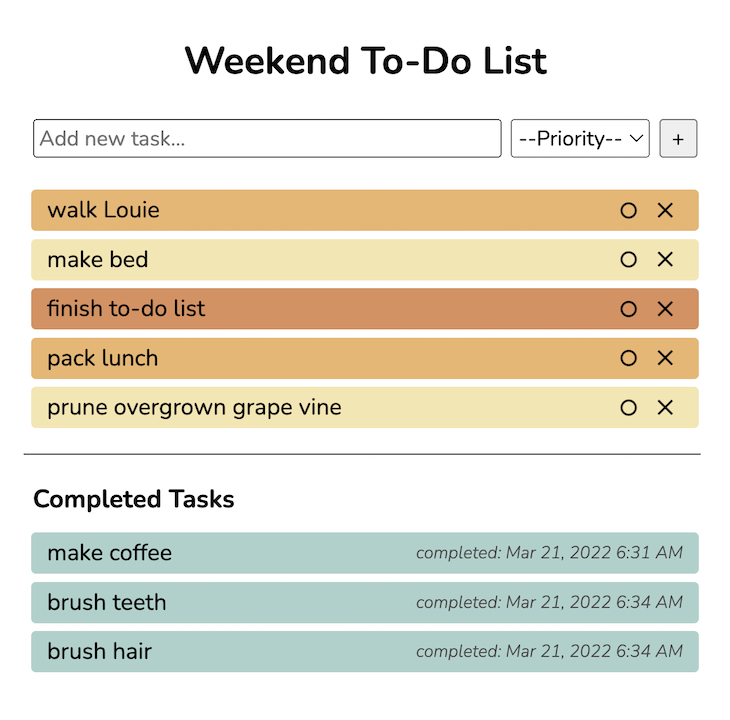 Weekend To-Do List
Add new task... --Priority-- +
walk Louie
make bed
finish to-do list
pack lunch
prune overgrown grape vine
Completed Tasks
make coffee completed: Mar 21, 2022 6:31 AM
brush teeth completed: Mar 21, 2022 6:34 AM
brush hair completed: Mar 21, 2022 6:34 AM